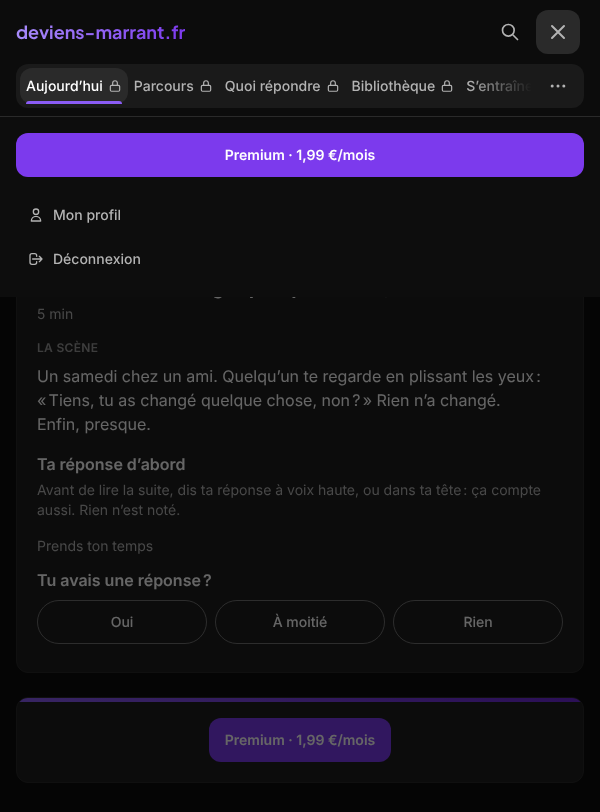 deviens-marrant.fr
Aujourd’hui Parcours Quoi répondre Bibliothèque S’entraîne
Premium · 1,99 €/mois
Mon profil
Déconnexion
5 min
LA SCÈNE
Un samedi chez un ami. Quelqu’un te regarde en plissant les yeux :
« Tiens, tu as changé quelque chose, non ? » Rien n’a changé.
Enfin, presque.
Ta réponse d’abord
Avant de lire la suite, dis ta réponse à voix haute, ou dans ta tête : ça compte
aussi. Rien n’est noté.
Prends ton temps
Tu avais une réponse ?
Oui À moitié Rien
Premium · 1,99 €/mois